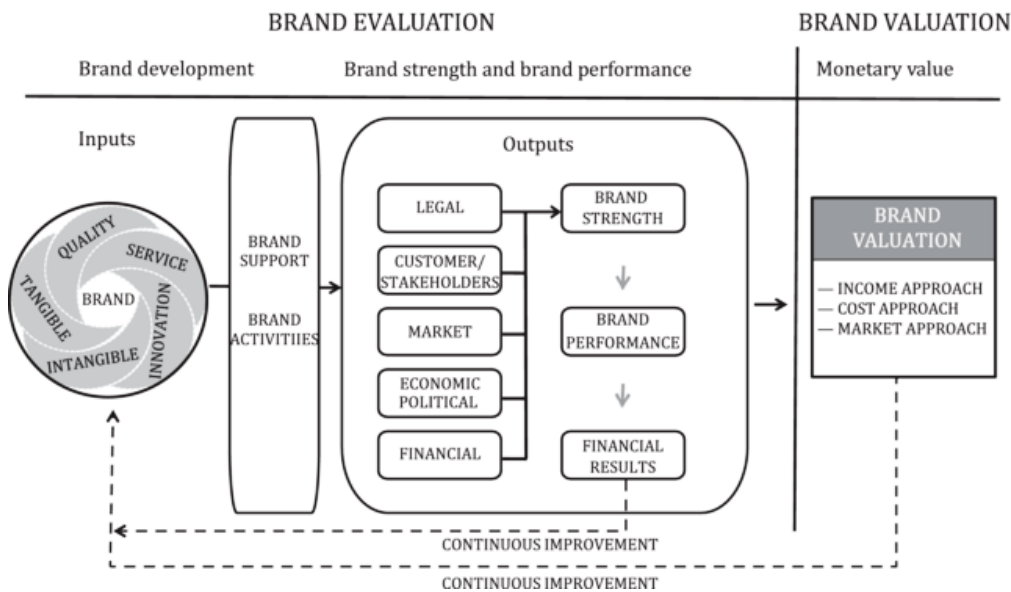 BRAND EVALUATION
BRAND VALUATION
Brand development
Brand strength and brand performance
Monetary value
Inputs
QUALITY
SERVICE
INNOVATION
INTANGIBLE
TANGIBLE
BRAND
BRAND
SUPPORT
BRAND
ACTIVITIIES
Outputs
LEGAL
CUSTOMER/
STAKEHOLDERS
MARKET
ECONOMIC
POLITICAL
FINANCIAL
BRAND
STRENGTH
BRAND
PERFORMANCE
FINANCIAL
RESULTS
BRAND
VALUATION
— INCOME APPROACH
— COST APPROACH
— MARKET APPROACH
CONTINUOUS IMPROVEMENT
CONTINUOUS IMPROVEMENT